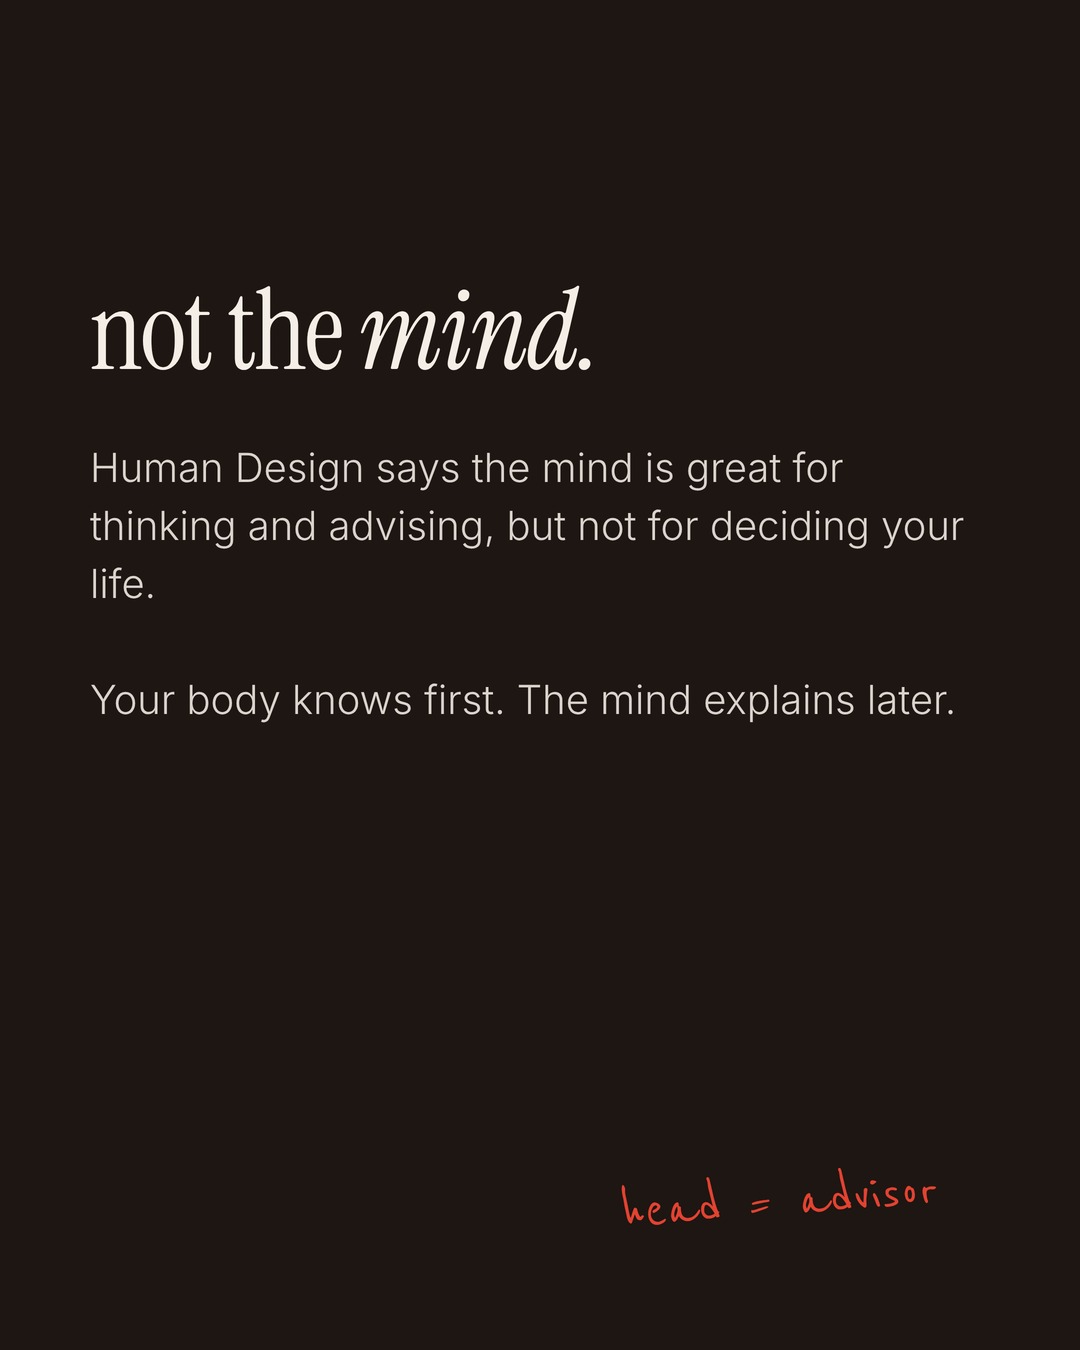 not the mind.
Human Design says the mind is great for
thinking and advising, but not for deciding your
life.
Your body knows first. The mind explains later.
head = advisor